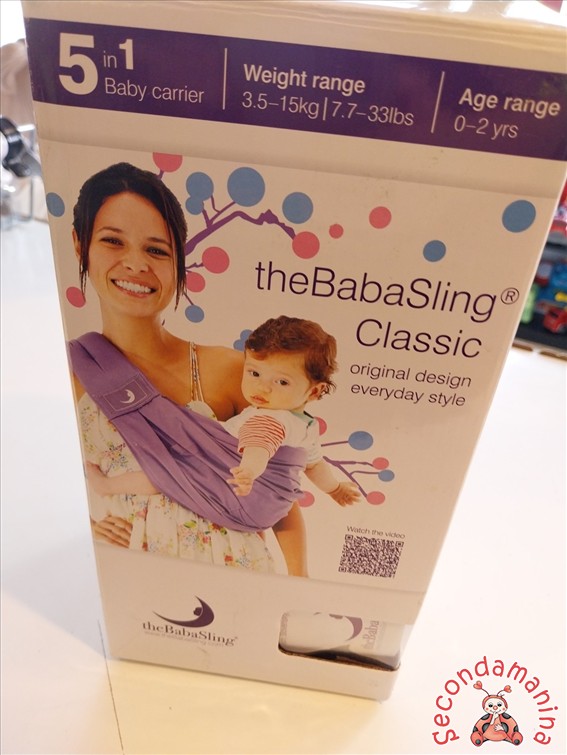 5 in 1
Baby carrier
Weight range
3.5–15kg | 7.7–33lbs
Age range
0–2 yrs
theBabaSling®
Classic
original design
everyday style
Watch the video
theBabaSling®
theBaba
Secondamanina